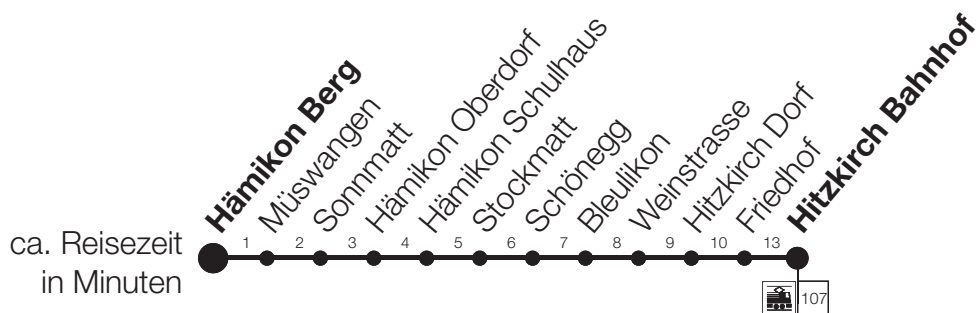 Hämikon Berg
Müswangen
Sonnmatt
Hämikon Oberdorf
Hämikon Schulhaus
Stockmatt
Schönegg
Bleulikon
Weinstrasse
Hitzkirch Dorf
Friedhof
Hitzkirch Bahnhof
ca. Reisezeit
in Minuten
1 2 3 4 5 6 7 8 9 10 13
107